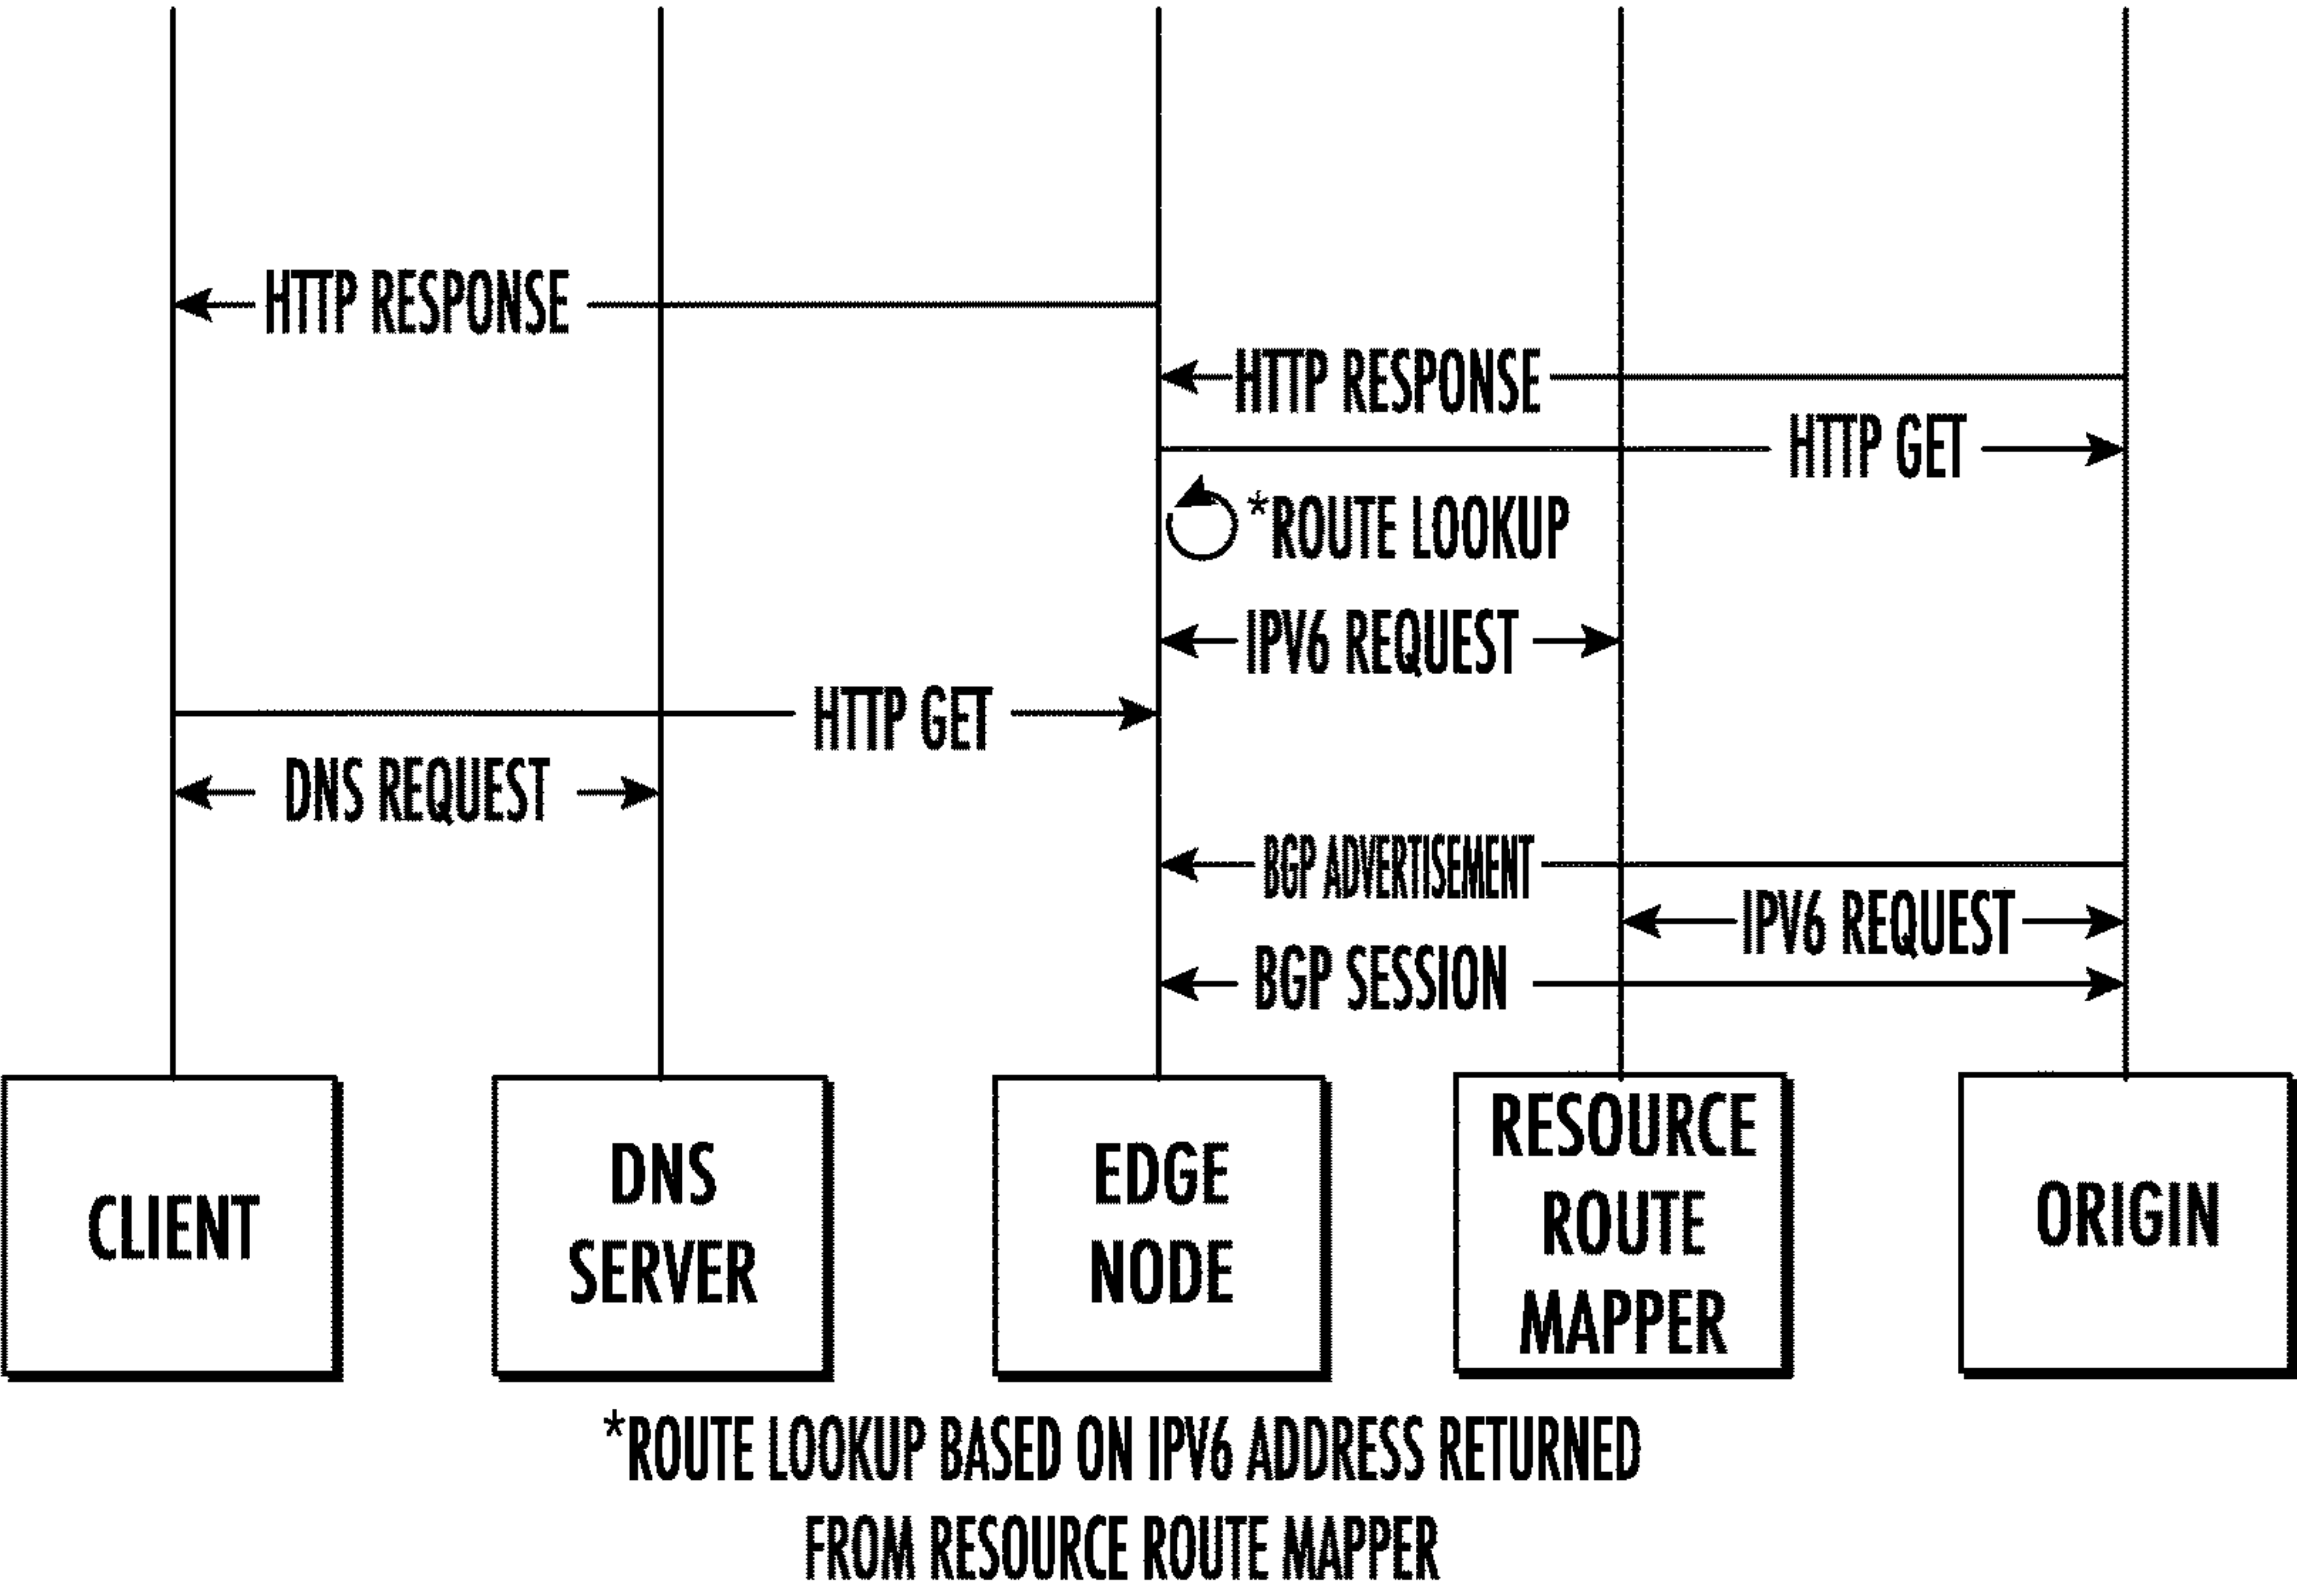 HTTP RESPONSE
HTTP RESPONSE
HTTP GET
*ROUTE LOOKUP
IPV6 REQUEST
HTTP GET
DNS REQUEST
BGP ADVERTISEMENT
IPV6 REQUEST
BGP SESSION
CLIENT
DNS
SERVER
EDGE
NODE
RESOURCE
ROUTE
MAPPER
ORIGIN
*ROUTE LOOKUP BASED ON IPV6 ADDRESS RETURNED
FROM RESOURCE ROUTE MAPPER